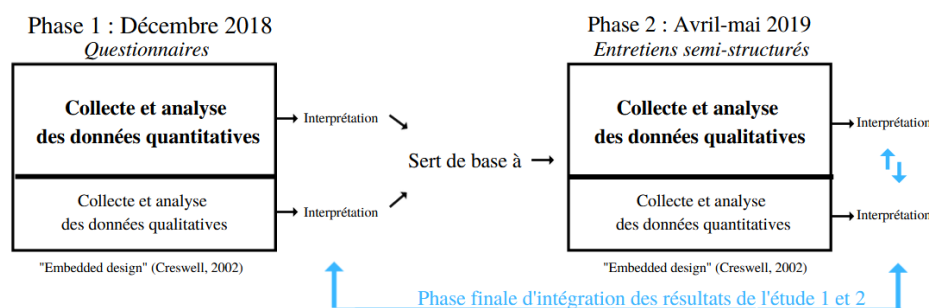 Phase 1 : Décembre 2018
Questionnaires
Collecte et analyse
des données quantitatives
Interprétation
Collecte et analyse
des données qualitatives
Interprétation
"Embedded design" (Creswell, 2002)
Sert de base à
Phase 2 : Avril-mai 2019
Entretiens semi-structurés
Collecte et analyse
des données qualitatives
Interprétation
Collecte et analyse
des données quantitatives
Interprétation
"Embedded design" (Creswell, 2002)
Phase finale d'intégration des résultats de l'étude 1 et 2